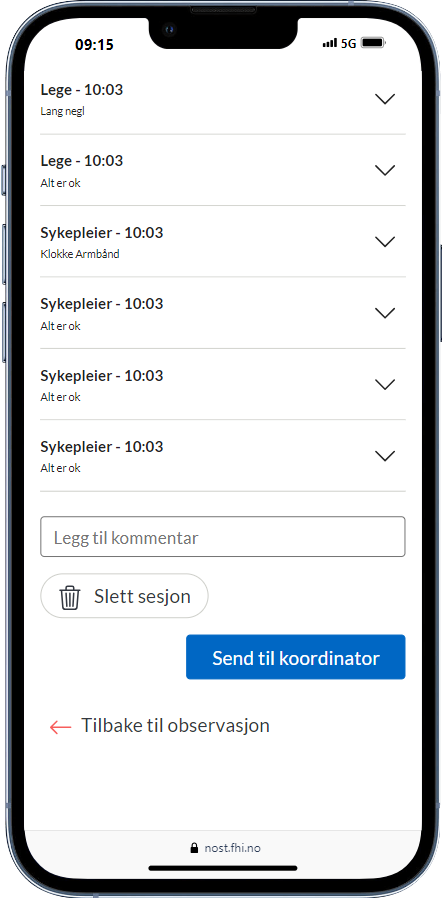 09:15
5G
Lege - 10:03
Lang negl
Lege - 10:03
Alt er ok
Sykepleier - 10:03
Klokke Armbånd
Sykepleier - 10:03
Alt er ok
Sykepleier - 10:03
Alt er ok
Sykepleier - 10:03
Alt er ok
Legg til kommentar
Slett sesjon
Send til koordinator
Tilbake til observasjon
nost.fhi.no